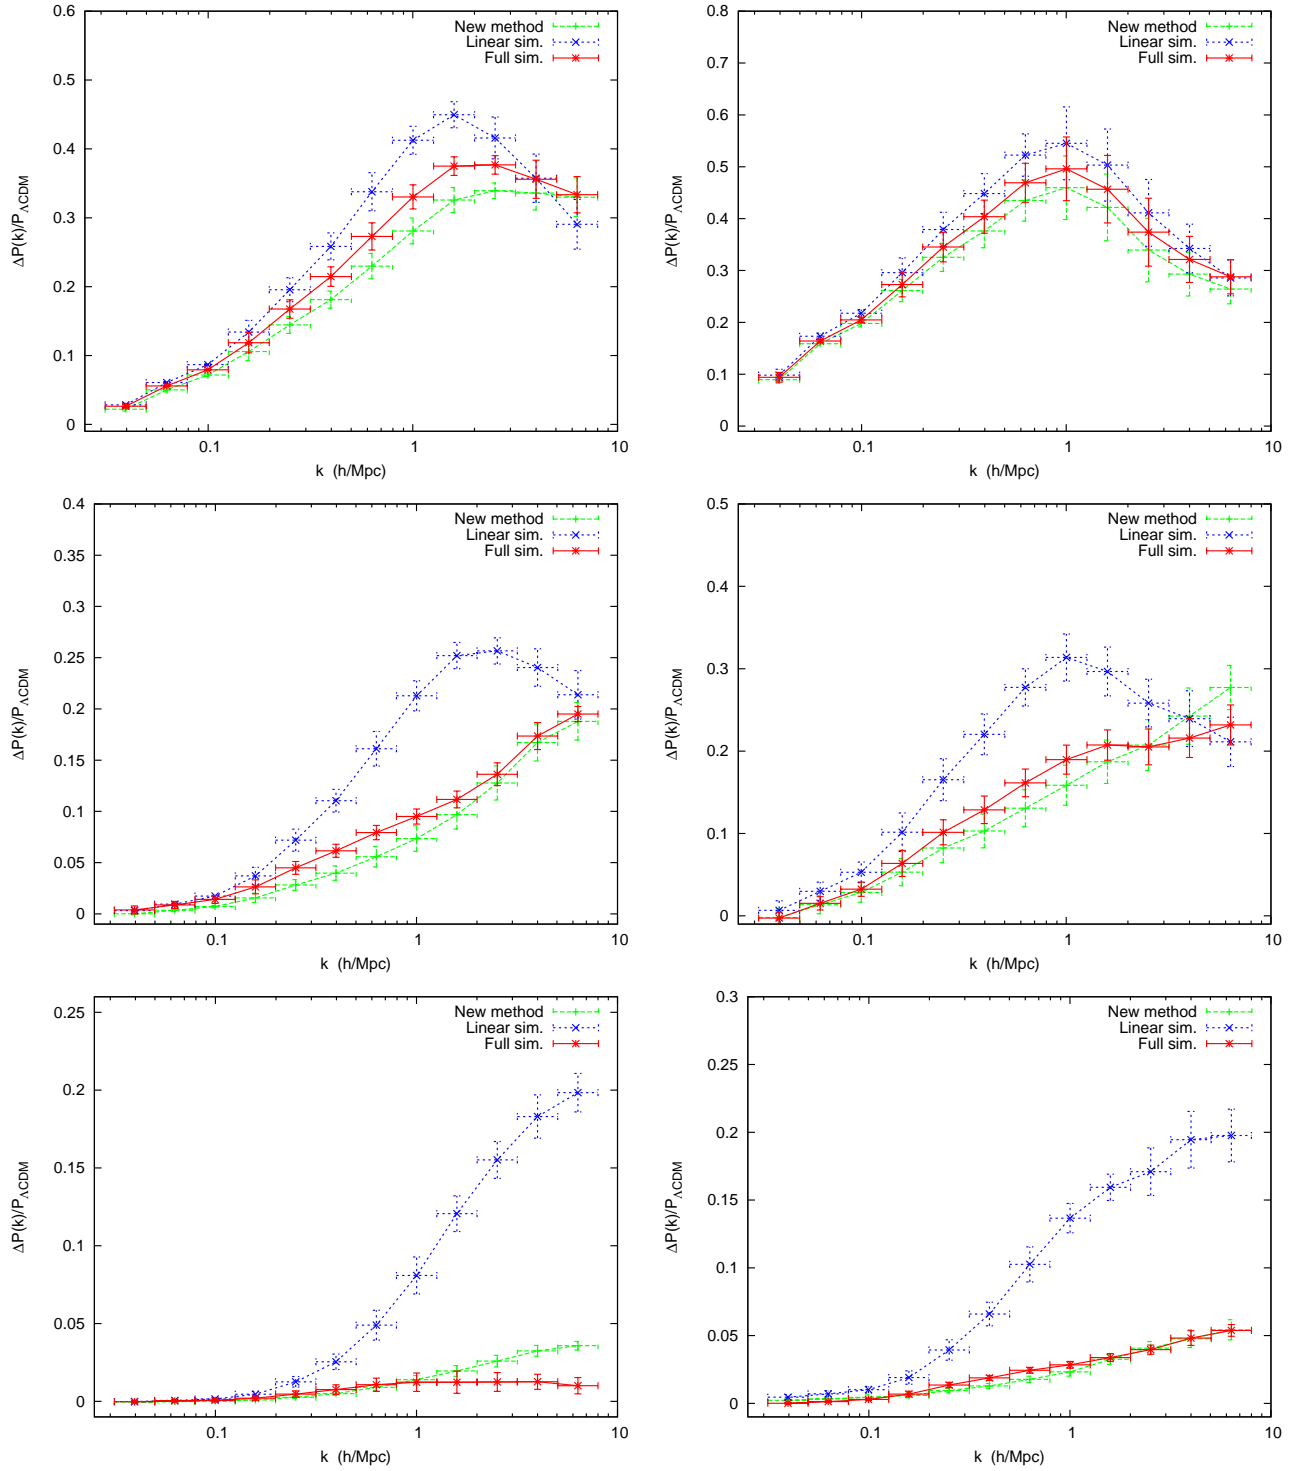 0.6
0.5
0.4
0.3
0.2
0.1
0
0.1 1 10
k (h/Mpc)
ΔP(k)/P_ΛCDM
New method
Linear sim.
Full sim.
0.8
0.7
0.6
0.5
0.4
0.3
0.2
0.1
0
0.1 1 10
k (h/Mpc)
ΔP(k)/P_ΛCDM
New method
Linear sim.
Full sim.
0.4
0.35
0.3
0.25
0.2
0.15
0.1
0.05
0
0.1 1 10
k (h/Mpc)
ΔP(k)/P_ΛCDM
New method
Linear sim.
Full sim.
0.5
0.4
0.3
0.2
0.1
0
0.1 1 10
k (h/Mpc)
ΔP(k)/P_ΛCDM
New method
Linear sim.
Full sim.
0.25
0.2
0.15
0.1
0.05
0
0.1 1 10
k (h/Mpc)
ΔP(k)/P_ΛCDM
New method
Linear sim.
Full sim.
0.3
0.25
0.2
0.15
0.1
0.05
0
0.1 1 10
k (h/Mpc)
ΔP(k)/P_ΛCDM
New method
Linear sim.
Full sim.